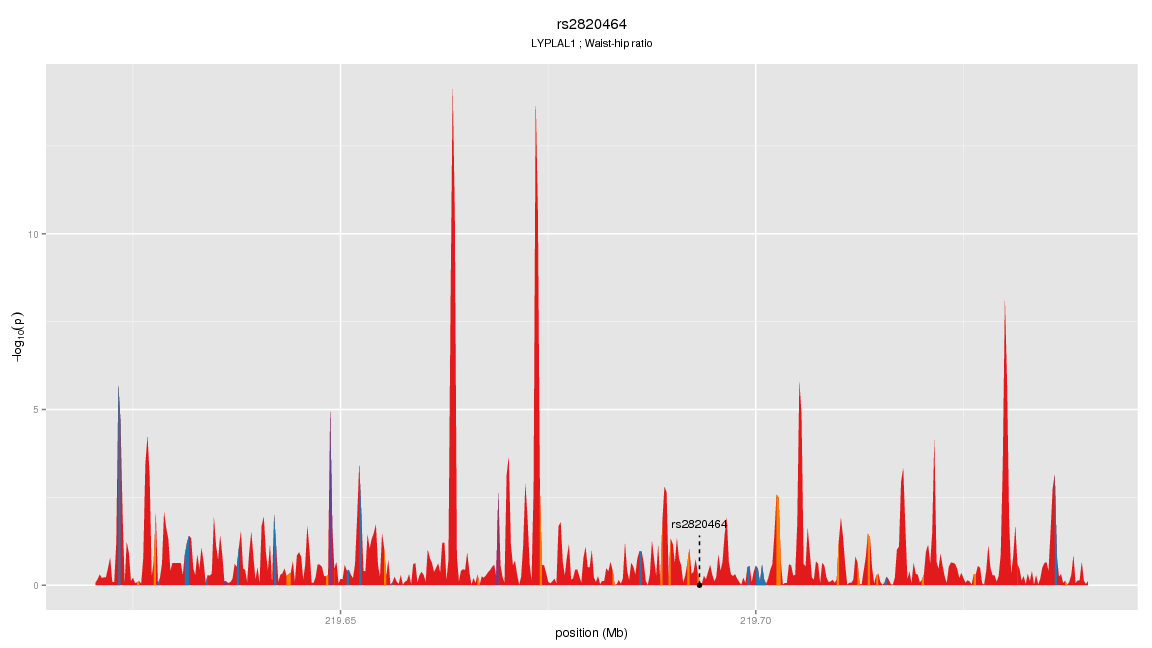 rs2820464
LYPLAL1 ; Waist-hip ratio
−log10(p)
10
5
0
rs2820464
219.65
219.70
position (Mb)